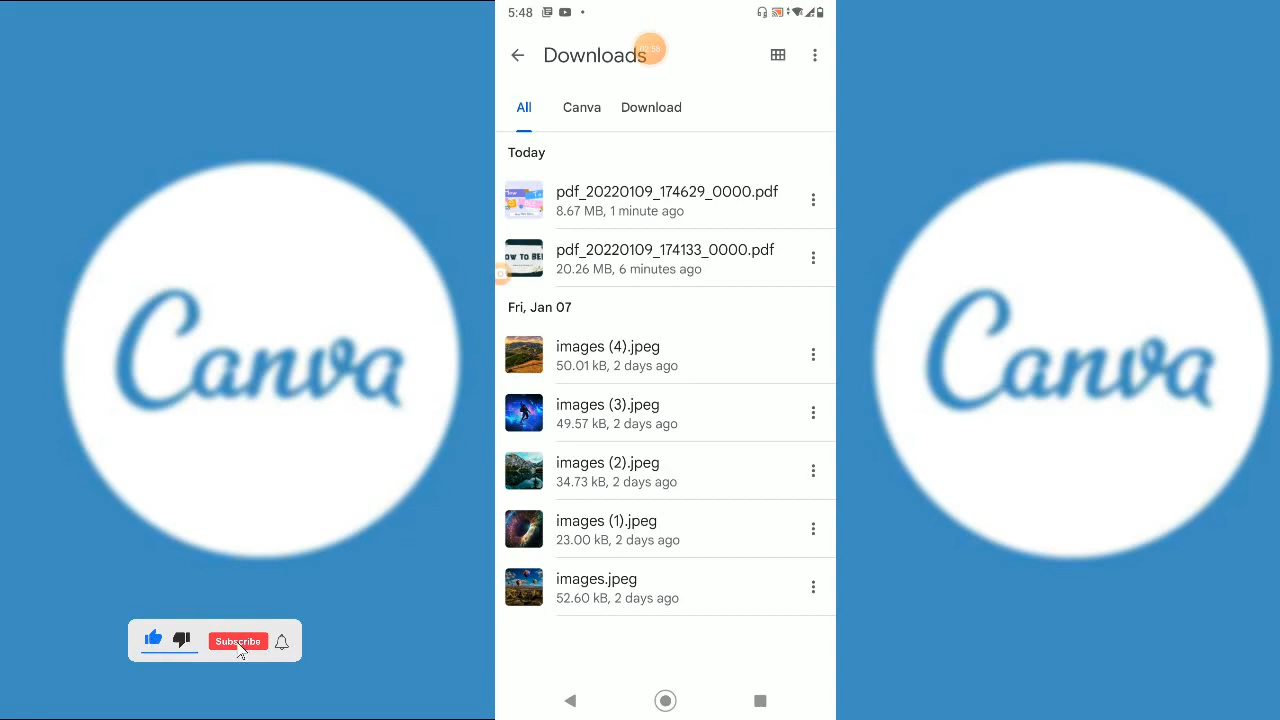 5:48
Downloads
02:58
All Canva Download
Today
pdf_20220109_174629_0000.pdf
8.67 MB, 1 minute ago
pdf_20220109_174133_0000.pdf
20.26 MB, 6 minutes ago
Fri, Jan 07
images (4).jpeg
50.01 kB, 2 days ago
images (3).jpeg
49.57 kB, 2 days ago
images (2).jpeg
34.73 kB, 2 days ago
images (1).jpeg
23.00 kB, 2 days ago
images.jpeg
52.60 kB, 2 days ago
Canva
Canva
Subscribe